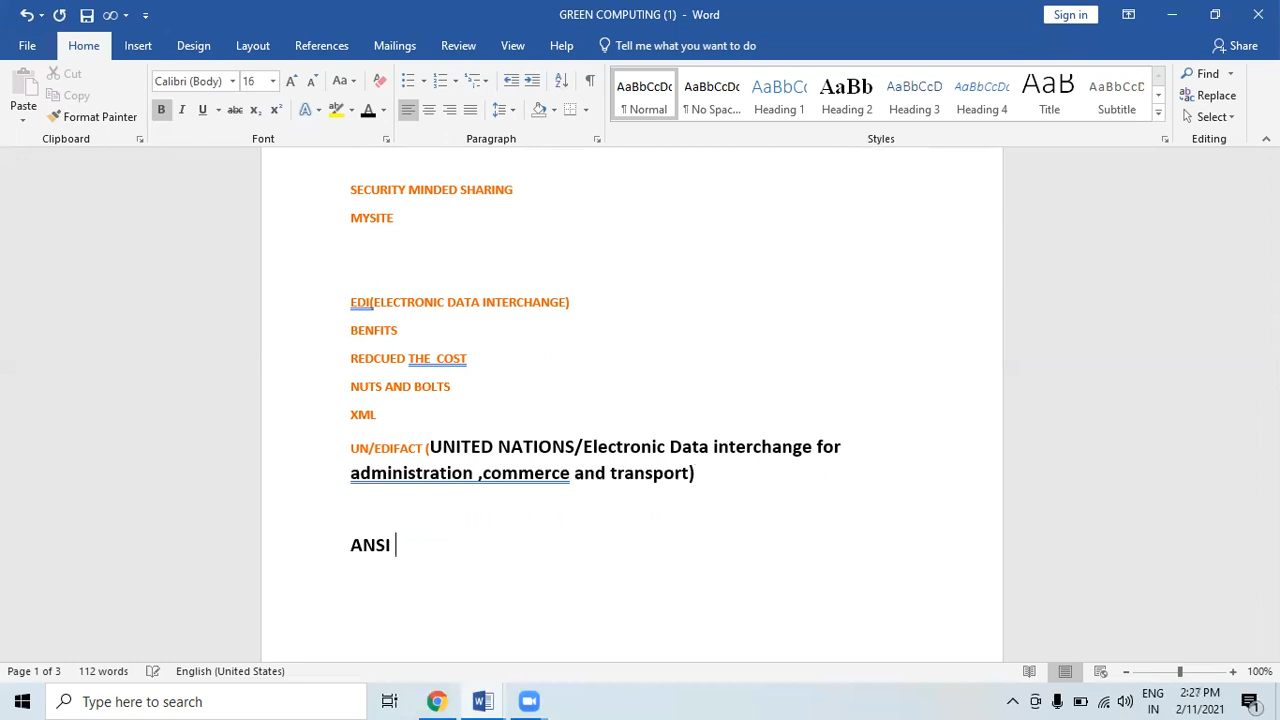 GREEN COMPUTING (1) - Word
Sign in
File Home Insert Design Layout References Mailings Review View Help Tell me what you want to do Share
Paste
Cut
Copy
Format Painter
Calibri (Body) 16
AaBbCcDc AaBbCcDc AaBbC( AaBb AaBbCcD AaBbCcDc AaB AaBbCcD
¶ Normal ¶ No Spac... Heading 1 Heading 2 Heading 3 Heading 4 Title Subtitle
Find
Replace
Select
Clipboard Font Paragraph Styles Editing
SECURITY MINDED SHARING
MYSITE
EDI(ELECTRONIC DATA INTERCHANGE)
BENFITS
REDCUED THE COST
NUTS AND BOLTS
XML
UN/EDIFACT (UNITED NATIONS/Electronic Data interchange for
administration ,commerce and transport)
ANSI
Page 1 of 3 112 words English (United States) 100%
Type here to search
ENG
IN
2:27 PM
2/11/2021